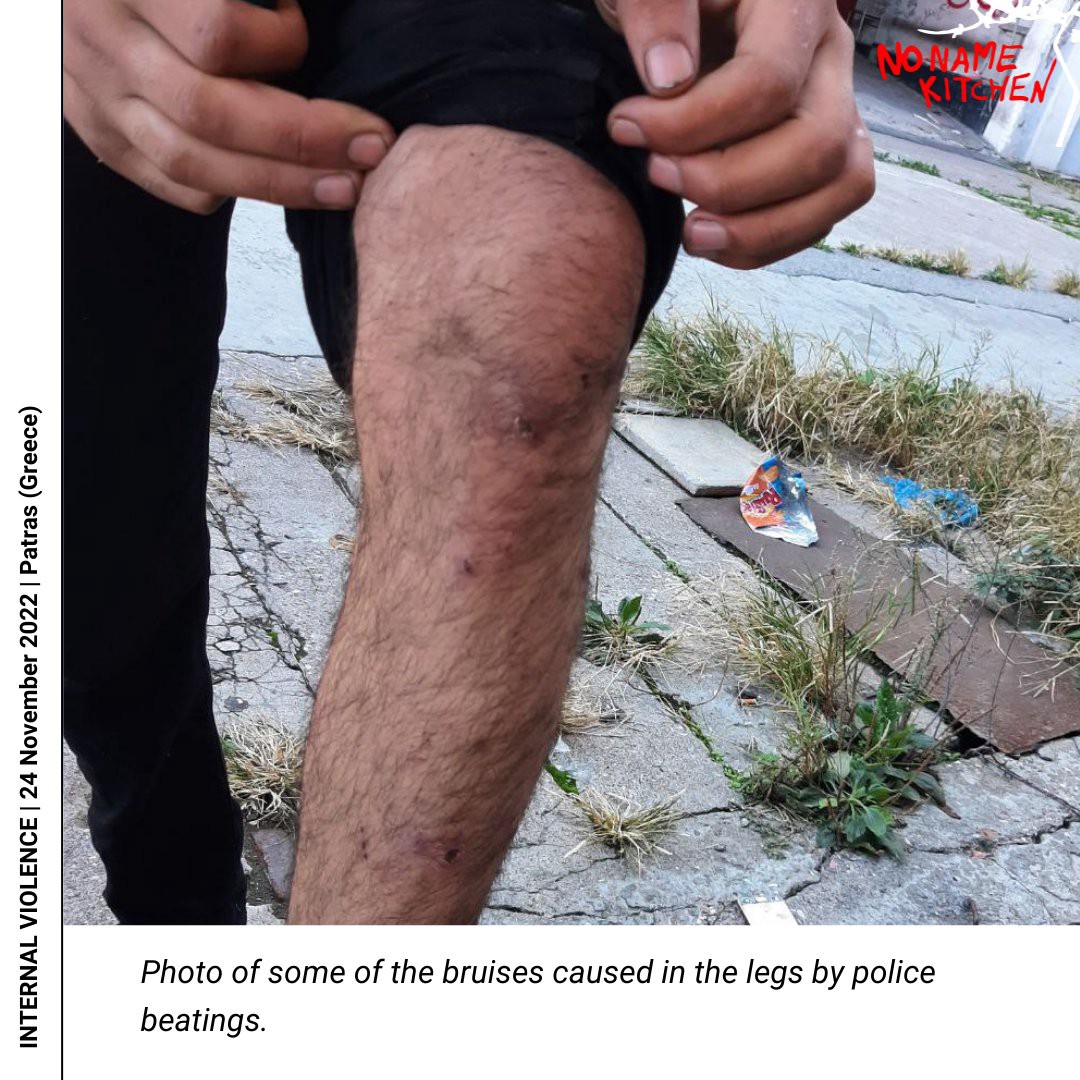 NO NAME
KITCHEN
INTERNAL VIOLENCE | 24 November 2022 | Patras (Greece)
Photo of some of the bruises caused in the legs by police
beatings.